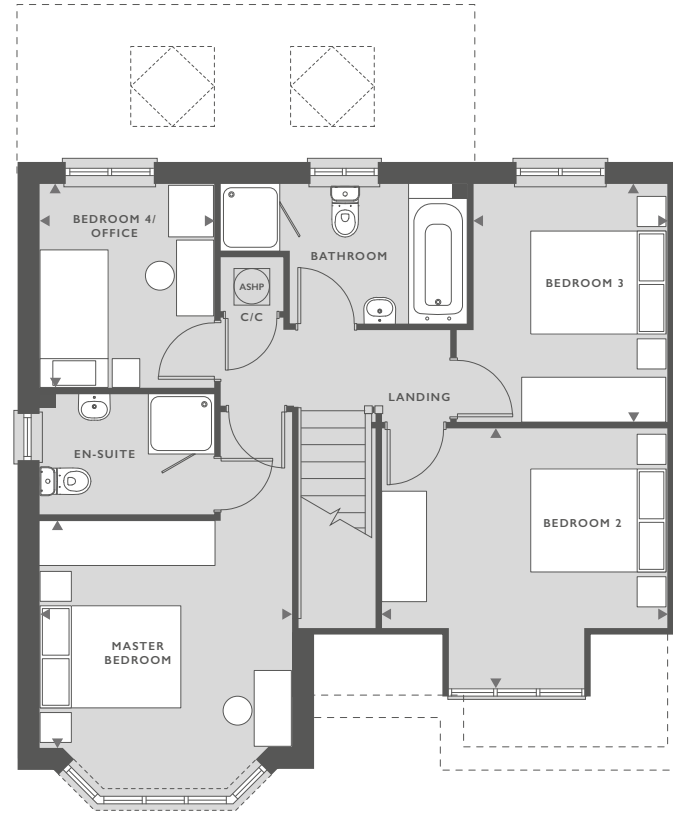 BEDROOM 4/
OFFICE
BATHROOM
BEDROOM 3
ASHP
C/C
LANDING
EN-SUITE
BEDROOM 2
MASTER
BEDROOM